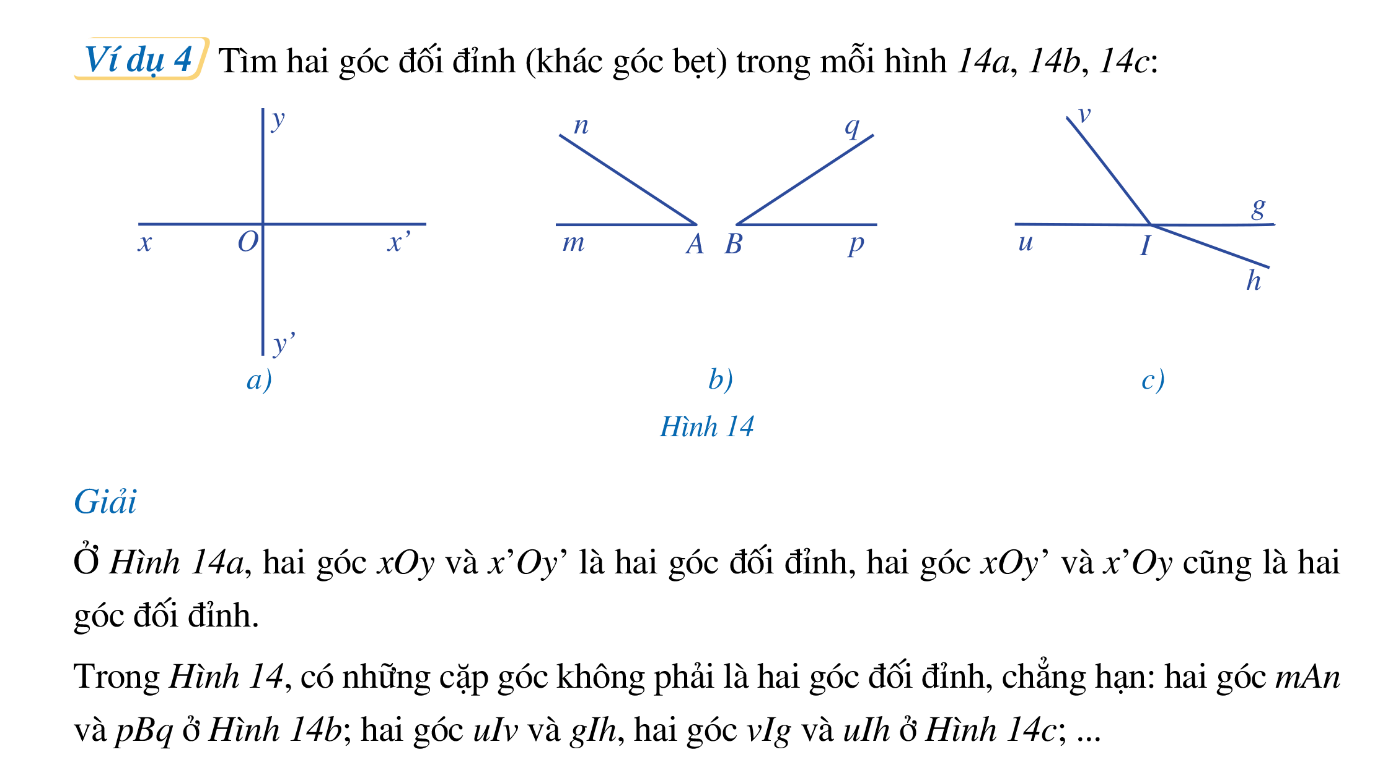 Ví dụ 4 Tìm hai góc đối đỉnh (khác góc bẹt) trong mỗi hình 14a, 14b, 14c:
y
x O x’
y’
a)
n q
m A B p
b)
v
g
u I
h
c)
Hình 14
Giải
Ở Hình 14a, hai góc xOy và x’Oy’ là hai góc đối đỉnh, hai góc xOy’ và x’Oy cũng là hai
góc đối đỉnh.
Trong Hình 14, có những cặp góc không phải là hai góc đối đỉnh, chẳng hạn: hai góc mAn
và pBq ở Hình 14b; hai góc uIv và gIh, hai góc vIg và uIh ở Hình 14c; ...